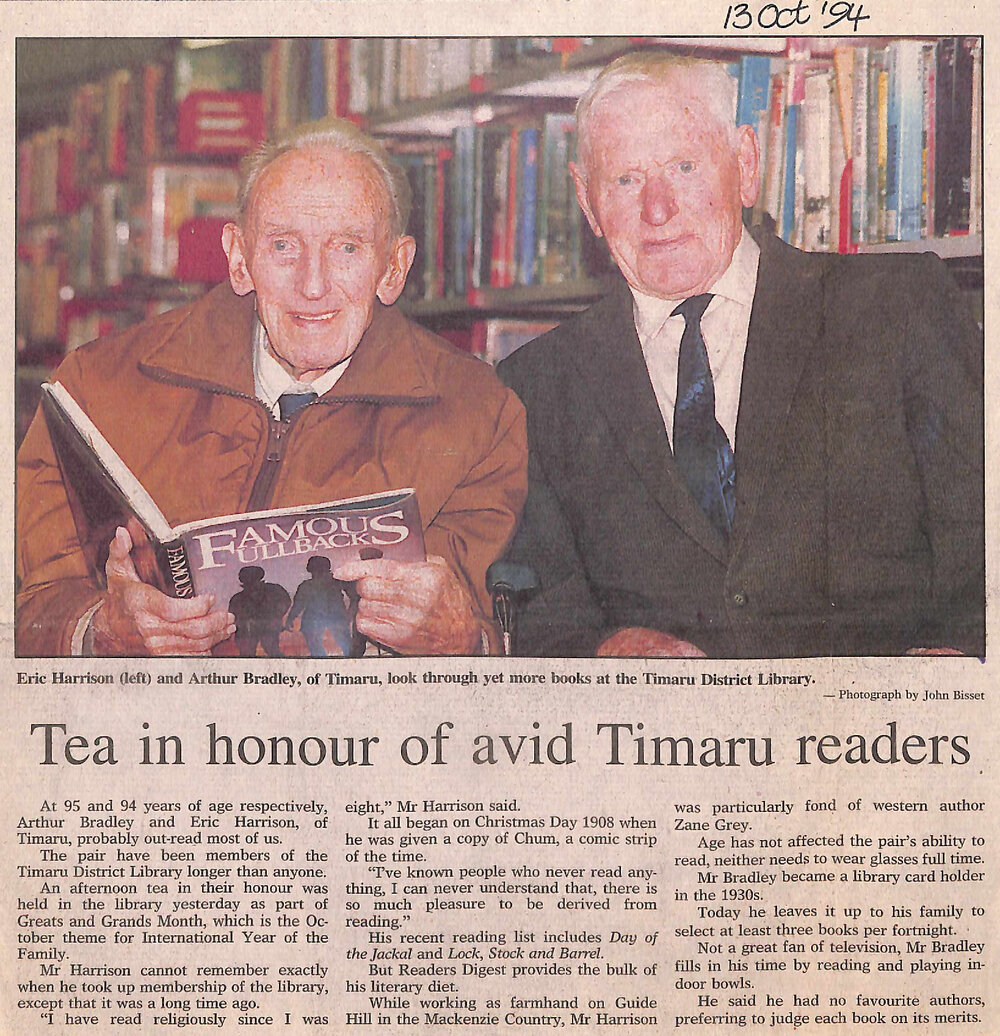 13 Oct '94
FAMOUS
FULLBACKS
FAMOUS
Eric Harrison (left) and Arthur Bradley, of Timaru, look through yet more books at the Timaru District Library.
— Photograph by John Bisset
Tea in honour of avid Timaru readers
At 95 and 94 years of age respectively,
Arthur Bradley and Eric Harrison, of
Timaru, probably out-read most of us.
The pair have been members of the
Timaru District Library longer than anyone.
An afternoon tea in their honour was
held in the library yesterday as part of
Greats and Grands Month, which is the Oc-
tober theme for International Year of the
Family.
Mr Harrison cannot remember exactly
when he took up membership of the library,
except that it was a long time ago.
"I have read religiously since I was
eight," Mr Harrison said.
It all began on Christmas Day 1908 when
he was given a copy of Chum, a comic strip
of the time.
"I've known people who never read any-
thing, I can never understand that, there is
so much pleasure to be derived from
reading."
His recent reading list includes Day of
the Jackal and Lock, Stock and Barrel.
But Readers Digest provides the bulk of
his literary diet.
While working as farmhand on Guide
Hill in the Mackenzie Country, Mr Harrison
was particularly fond of western author
Zane Grey.
Age has not affected the pair's ability to
read, neither needs to wear glasses full time.
Mr Bradley became a library card holder
in the 1930s.
Today he leaves it up to his family to
select at least three books per fortnight.
Not a great fan of television, Mr Bradley
fills in his time by reading and playing in-
door bowls.
He said he had no favourite authors,
preferring to judge each book on its merits.